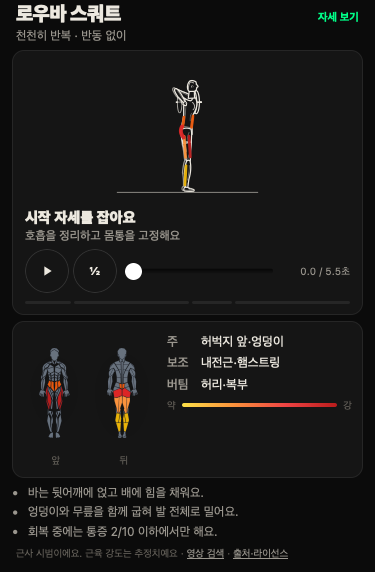 로우바 스쿼트
자세 보기
천천히 반복 · 반동 없이
시작 자세를 잡아요
호흡을 정리하고 몸통을 고정해요
½
0.0 / 5.5초
주 허벅지 앞·엉덩이
보조 내전근·햄스트링
버팀 허리·복부
약 강
앞 뒤
• 바는 뒷어깨에 얹고 배에 힘을 채워요.
• 엉덩이와 무릎을 함께 굽혀 발 전체로 밀어요.
• 회복 중에는 통증 2/10 이하에서만 해요.
근사 시범이에요. 근육 강도는 추정치예요 · 영상 검색 · 출처·라이선스